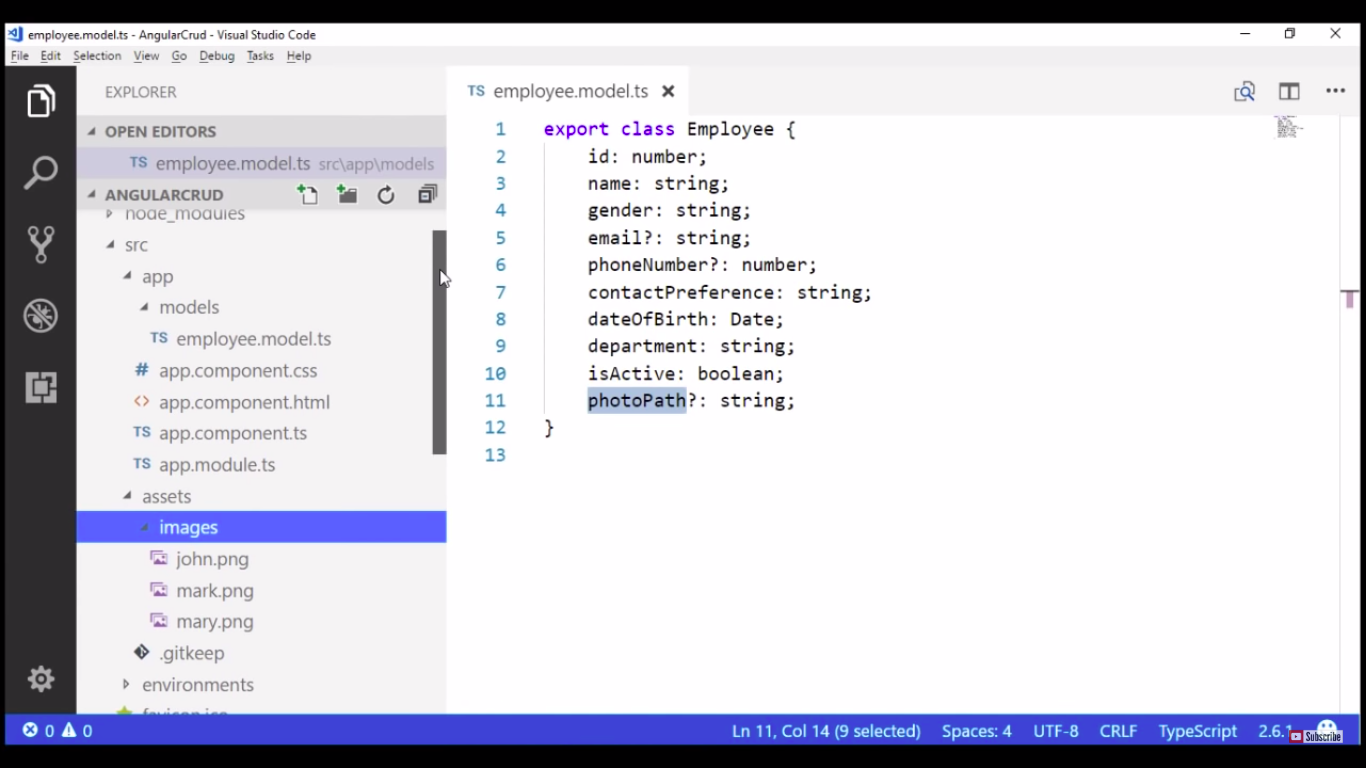 employee.model.ts - AngularCrud - Visual Studio Code
File Edit Selection View Go Debug Tasks Help
EXPLORER
OPEN EDITORS
TS employee.model.ts src\app\models
ANGULARCRUD
node_modules
src
app
models
TS employee.model.ts
# app.component.css
<> app.component.html
TS app.component.ts
TS app.module.ts
assets
images
john.png
mark.png
mary.png
.gitkeep
environments
favicon.ico
TS employee.model.ts
1 export class Employee {
2 id: number;
3 name: string;
4 gender: string;
5 email?: string;
6 phoneNumber?: number;
7 contactPreference: string;
8 dateOfBirth: Date;
9 department: string;
10 isActive: boolean;
11 photoPath?: string;
12 }
13
0 0 Ln 11, Col 14 (9 selected) Spaces: 4 UTF-8 CRLF TypeScript 2.6.1
Subscribe